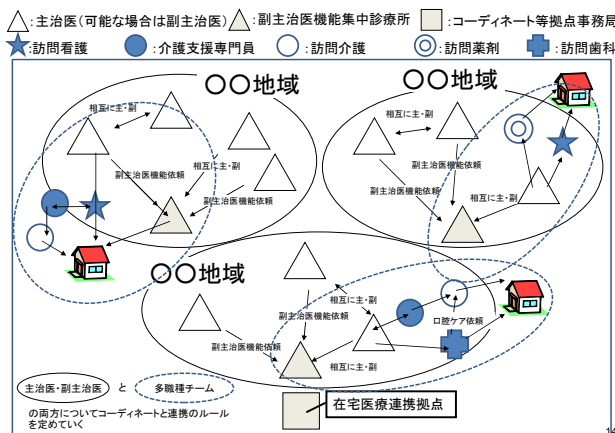 :主治医(可能な場合は副主治医) :副主治医機能集中診療所 :コーディネート等拠点事務局
:訪問看護 :介護支援専門員 :訪問介護 :訪問薬剤 :訪問歯科
〇〇地域
〇〇地域
相互に主・副
相互に主・副
相互に主・副
副主治医機能依頼
副主治医機能依頼
副主治医機能依頼
相互に主・副
〇〇地域
相互に主・副
副主治医機能依頼
口腔ケア依頼
相互に主・副
主治医・副主治医 と 多職種チーム
の両方についてコーディネートと連携のルール
を定めていく
在宅医療連携拠点
14